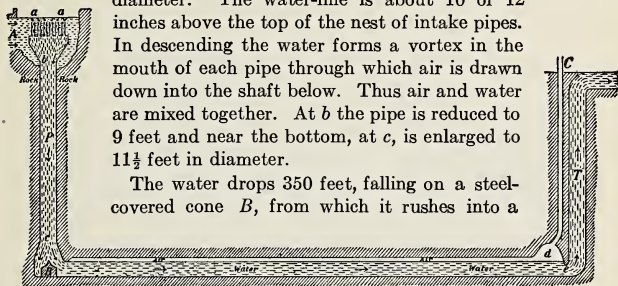 diameter. The water-line is about 10 or 12
inches above the top of the nest of intake pipes.
In descending the water forms a vortex in the
mouth of each pipe through which air is drawn
down into the shaft below. Thus air and water
are mixed together. At b the pipe is reduced to
9 feet and near the bottom, at c, is enlarged to
11½ feet in diameter.
The water drops 350 feet, falling on a steel-
covered cone B, from which it rushes into a
a a
A
b
Rock Rock
P
B
Air Air
Water Water
C
T
d
e